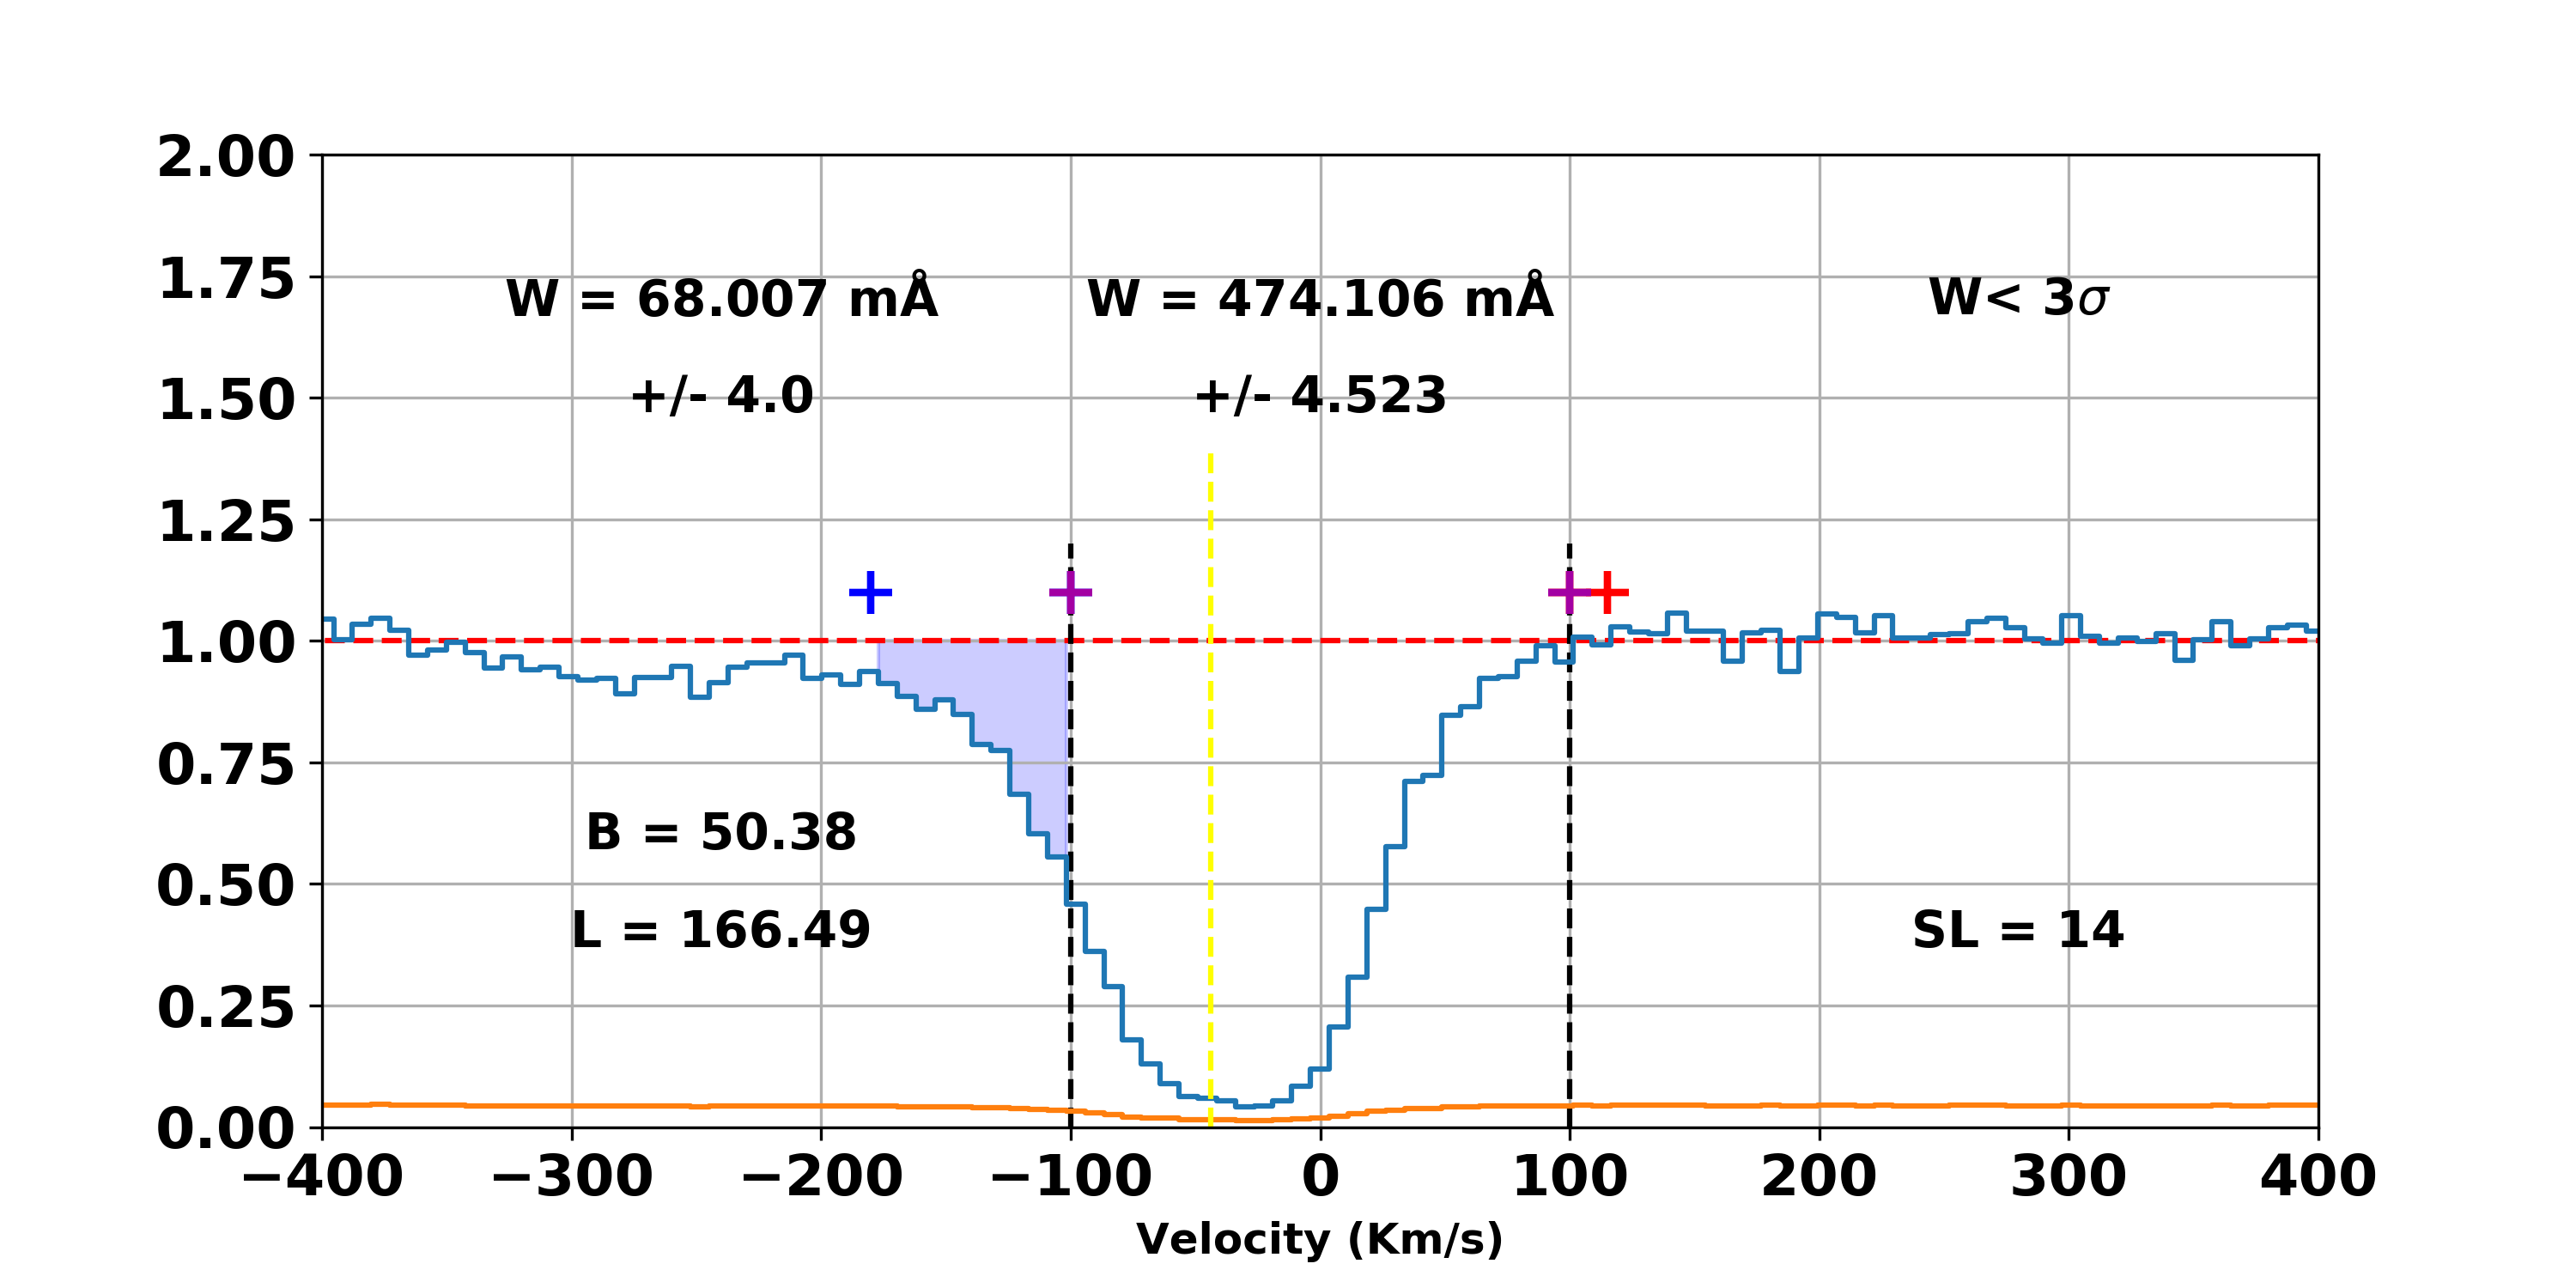 2.00
1.75
1.50
1.25
1.00
0.75
0.50
0.25
0.00
W = 68.007 mÅ
+/- 4.0
W = 474.106 mÅ
+/- 4.523
W< 3σ
B = 50.38
L = 166.49
SL = 14
−400 −300 −200 −100 0 100 200 300 400
Velocity (Km/s)